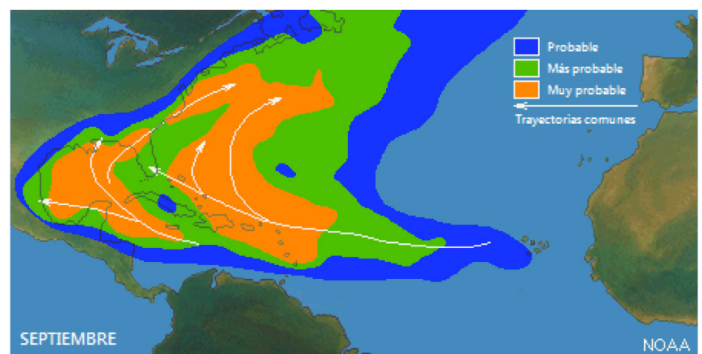 Probable
Más probable
Muy probable
Trayectorias comunes
SEPTIEMBRE
NOAA